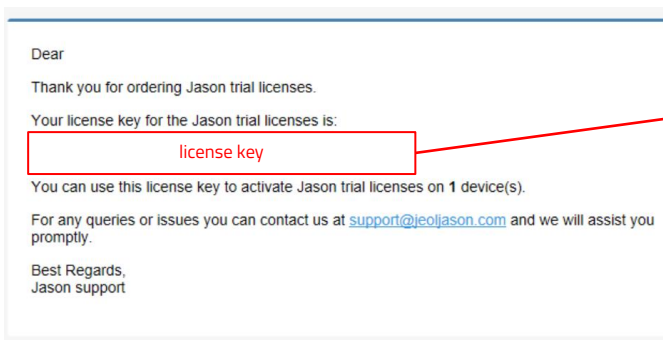 Dear
Thank you for ordering Jason trial licenses.
Your license key for the Jason trial licenses is:
license key
You can use this license key to activate Jason trial licenses on 1 device(s).
For any queries or issues you can contact us at support@jeoljason.com and we will assist you
promptly.
Best Regards,
Jason support